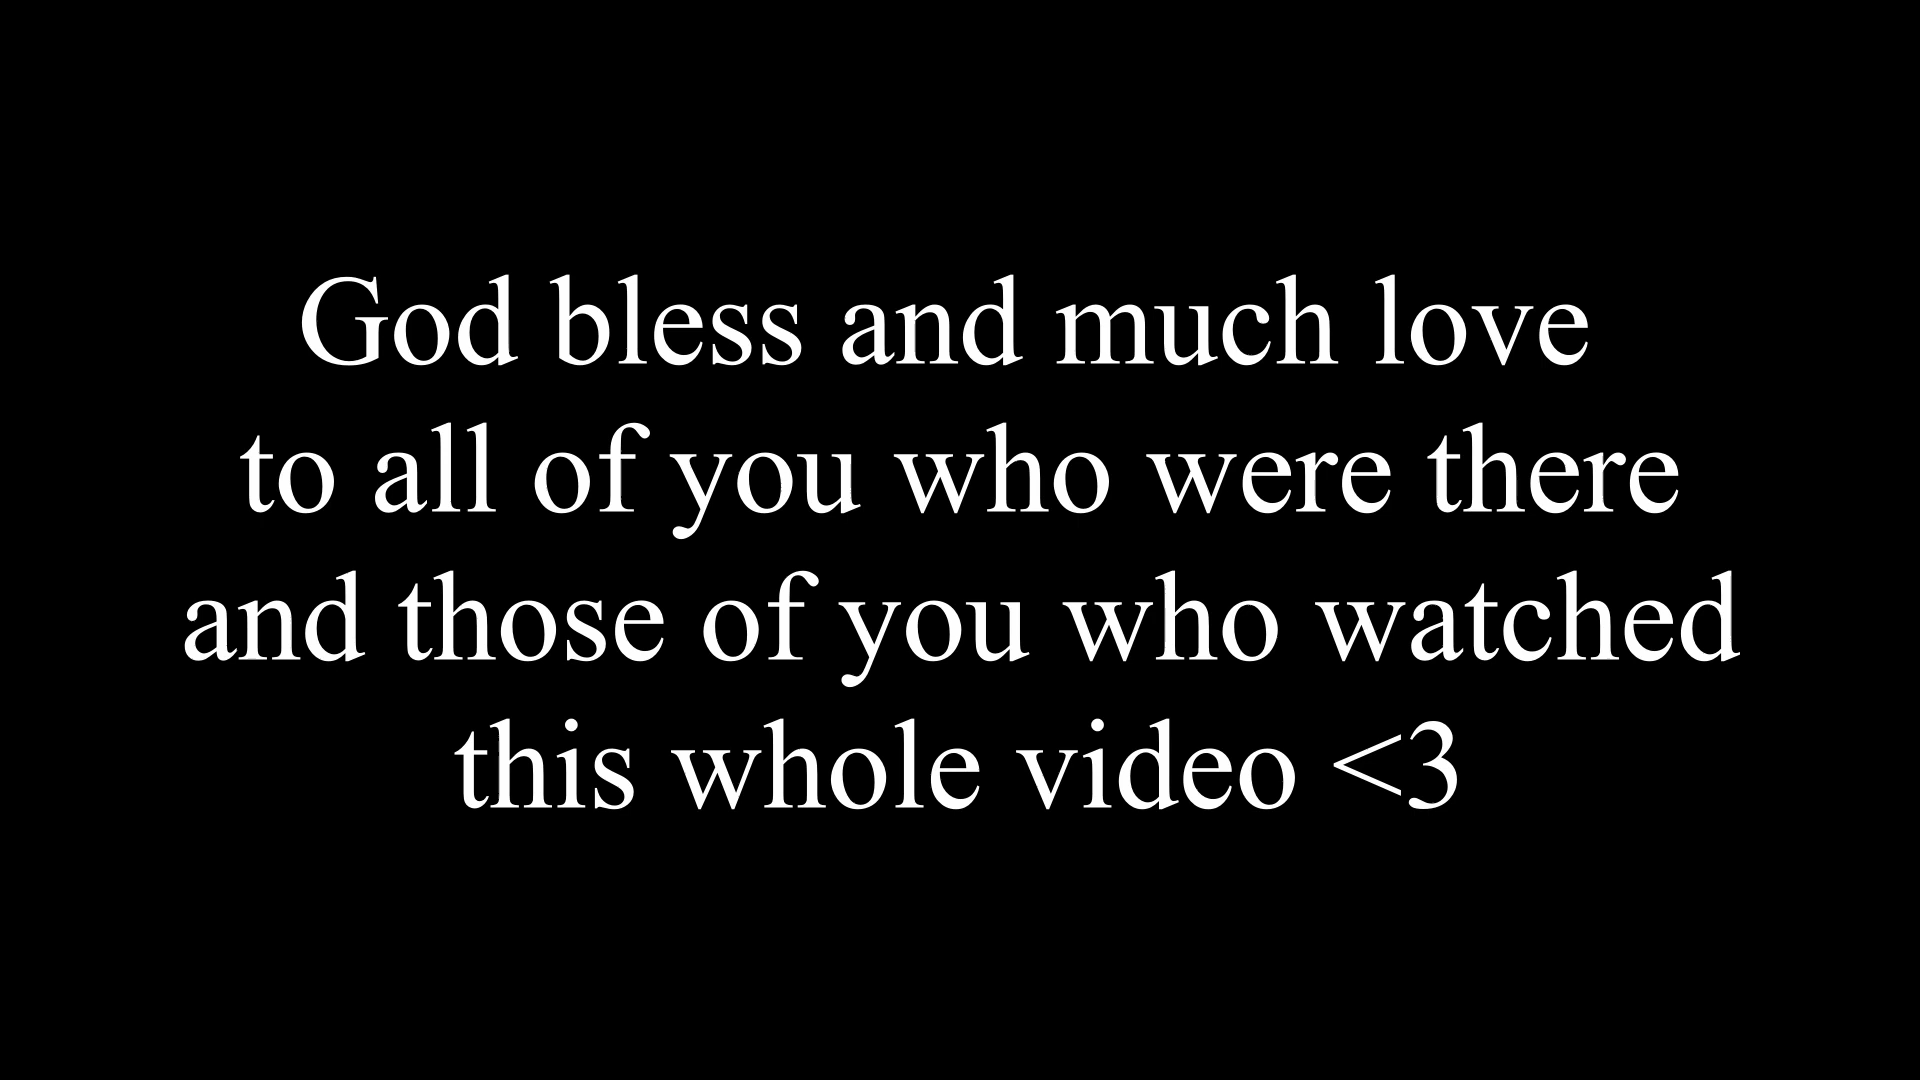 God bless and much love
to all of you who were there
and those of you who watched
this whole video <3